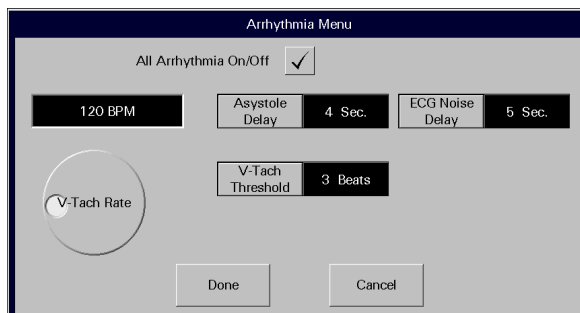 Arrhythmia Menu
All Arrhythmia On/Off
120 BPM
Asystole
Delay
4 Sec.
ECG Noise
Delay
5 Sec.
V-Tach Rate
V-Tach
Threshold
3 Beats
Done
Cancel